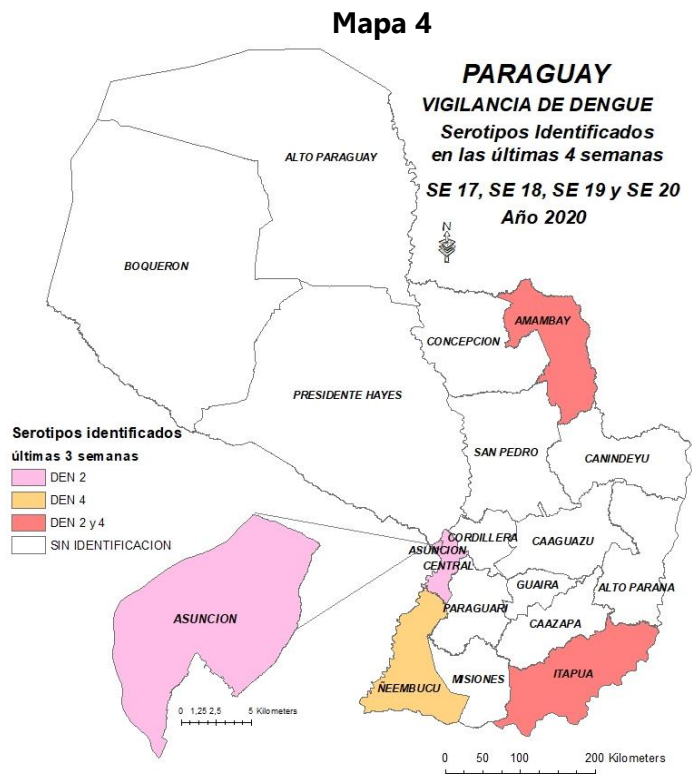 Mapa 4
PARAGUAY
VIGILANCIA DE DENGUE
Serotipos Identificados
en las últimas 4 semanas
SE 17, SE 18, SE 19 y SE 20
Año 2020
N
ALTO PARAGUAY
BOQUERON
AMAMBAY
CONCEPCION
PRESIDENTE HAYES
SAN PEDRO
CANINDEYU
Serotipos identificados
últimas 3 semanas
DEN 2
DEN 4
DEN 2 y 4
SIN IDENTIFICACION
CORDILLERA
ASUNCION
CENTRAL
CAAGUAZU
GUAIRA
ALTO PARANA
PARAGUARI
CAAZAPA
ASUNCION
ÑEEMBUCU
MISIONES
ITAPUA
0 1,25 2,5 5 Kilometers
0 50 100 200 Kilometers